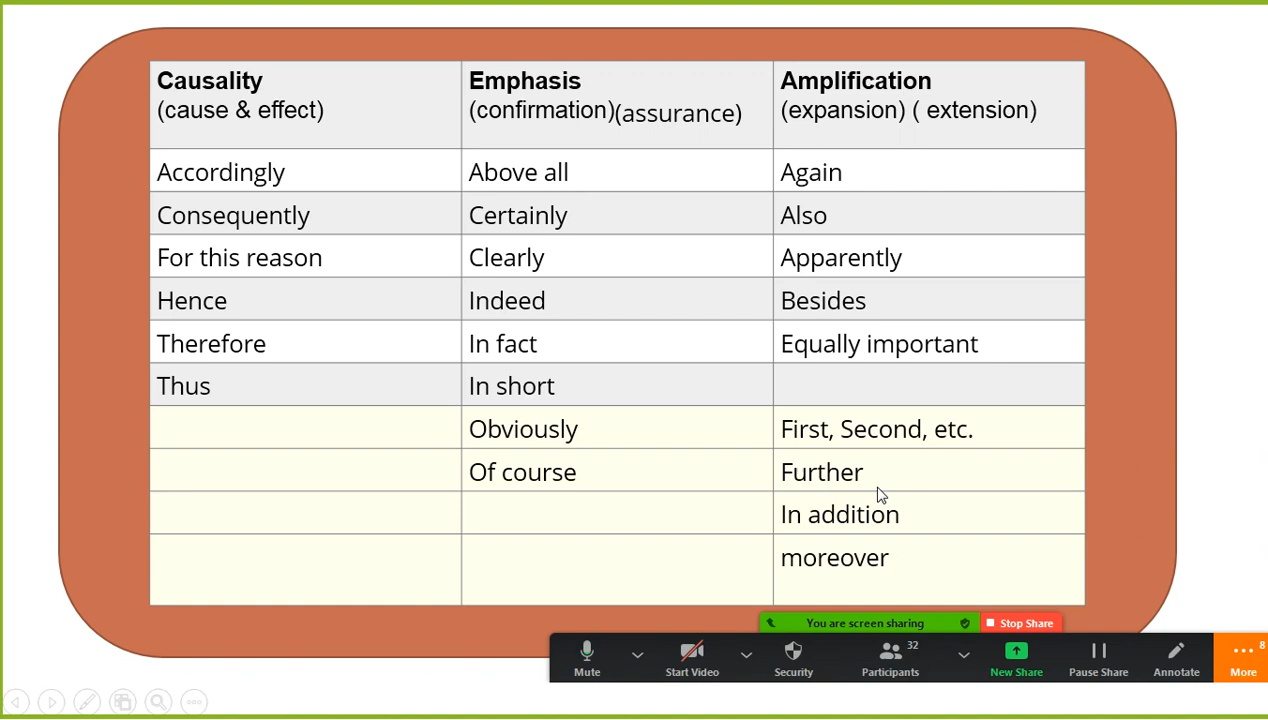 Causality
(cause & effect)
Emphasis
(confirmation)(assurance)
Amplification
(expansion) ( extension)
Accordingly
Above all
Again
Consequently
Certainly
Also
For this reason
Clearly
Apparently
Hence
Indeed
Besides
Therefore
In fact
Equally important
Thus
In short
Obviously
First, Second, etc.
Of course
Further
In addition
moreover
You are screen sharing
Stop Share
32
8
Mute
Start Video
Security
Participants
New Share
Pause Share
Annotate
More